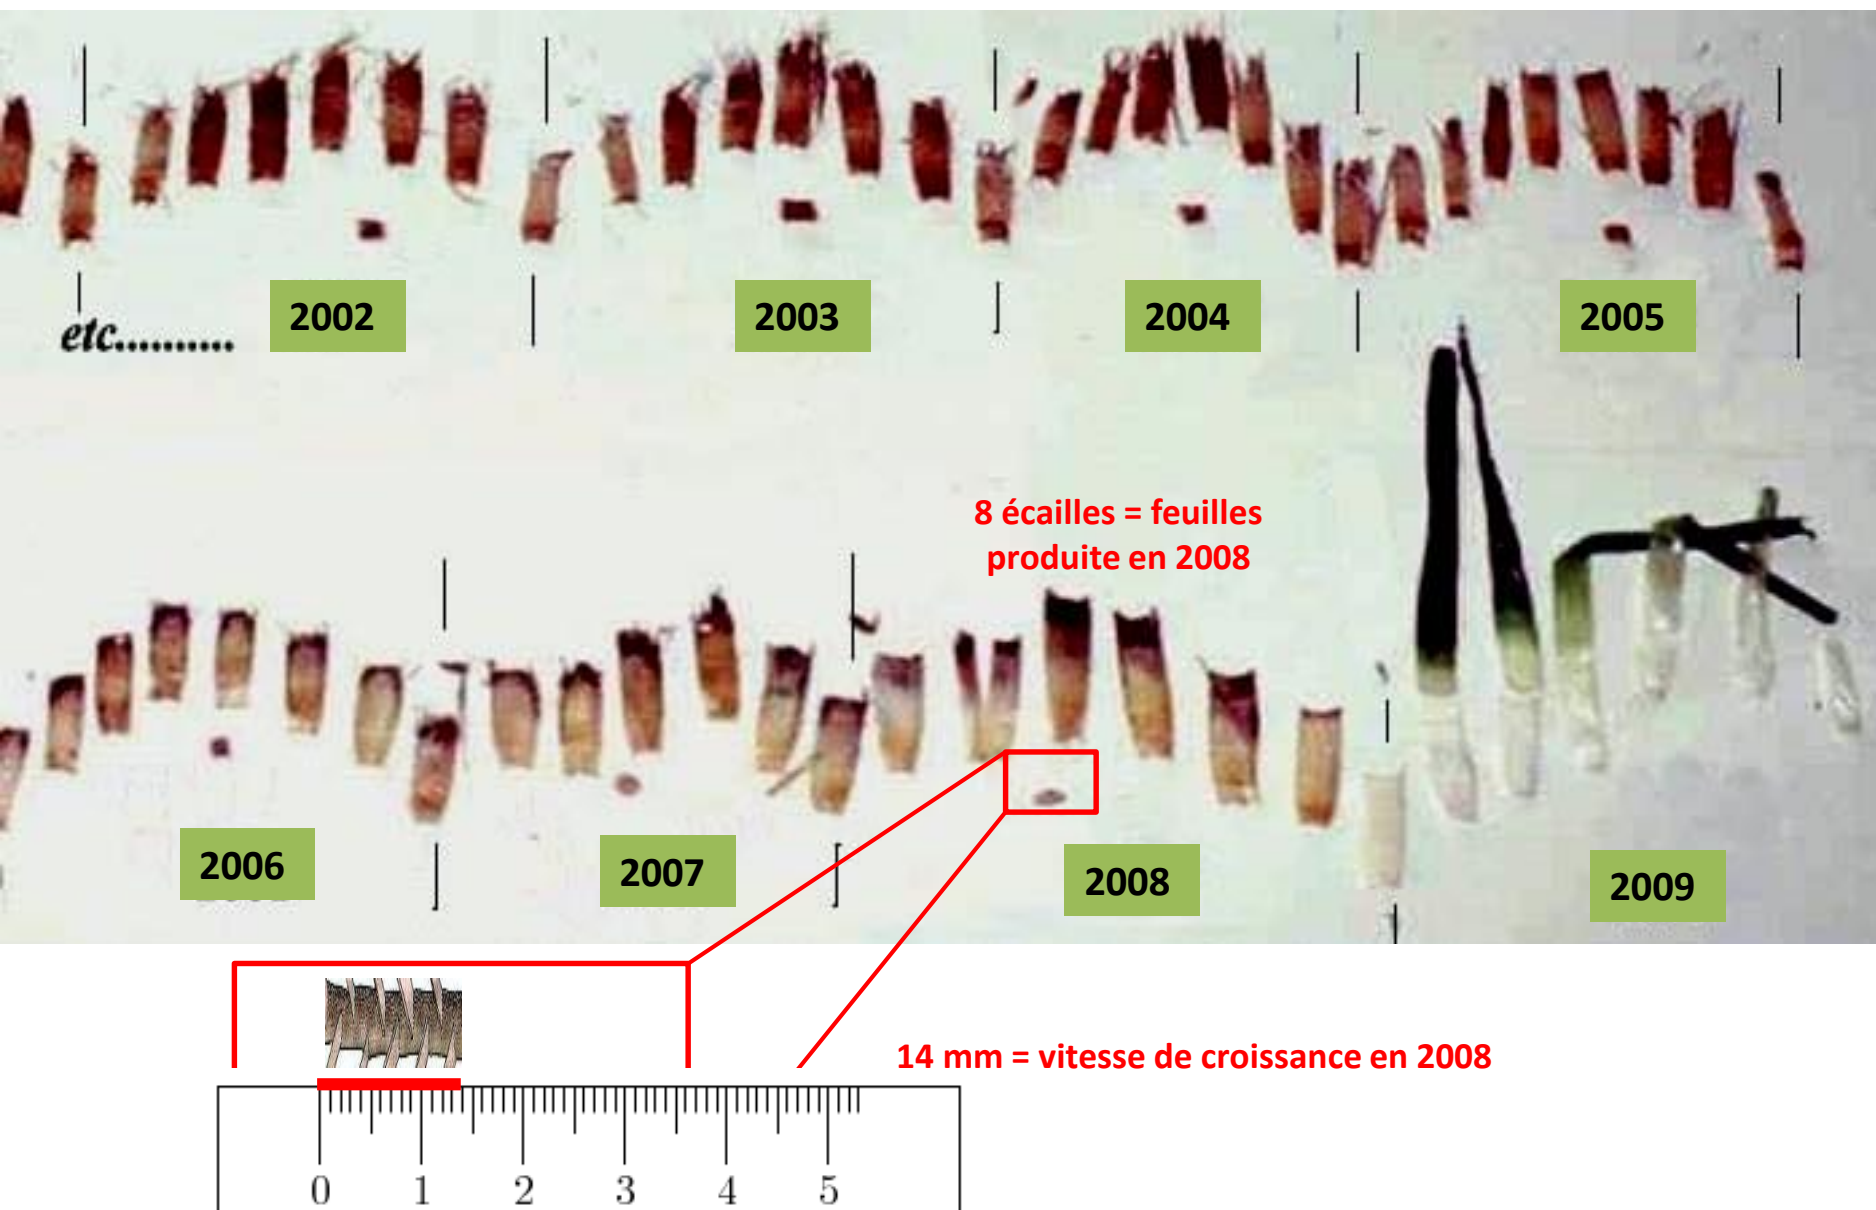 etc..........
2002
2003
2004
2005
8 écailles = feuilles
produite en 2008
2006
2007
2008
2009
14 mm = vitesse de croissance en 2008
0 1 2 3 4 5